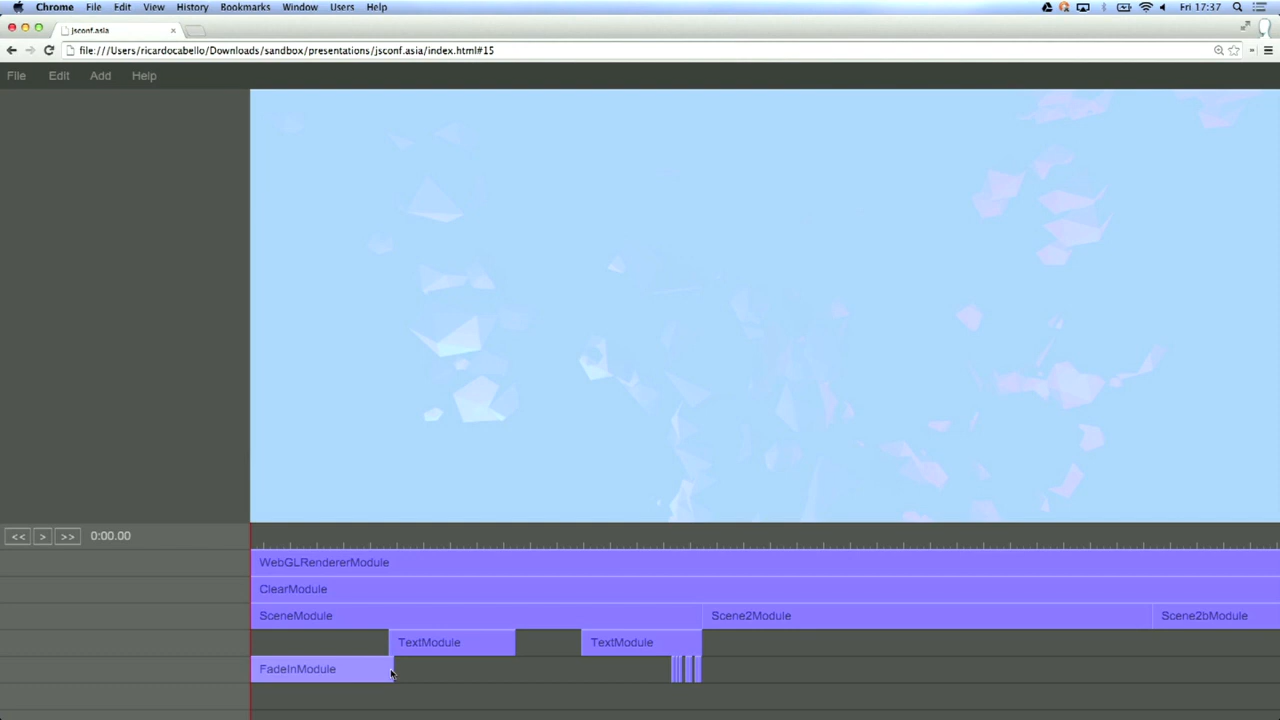 Chrome File Edit View History Bookmarks Window Users Help Fri 17:37
jsconf.asia
file:///Users/ricardocabello/Downloads/sandbox/presentations/jsconf.asia/index.html#15
File Edit Add Help
<< > >> 0:00.00
WebGLRendererModule
ClearModule
SceneModule Scene2Module Scene2bModule
TextModule TextModule
FadeInModule